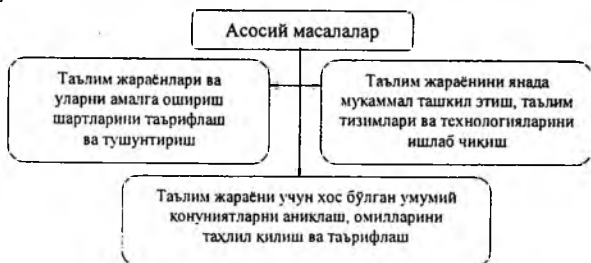 Асосий масалалар
Таълим жараёнлари ва
уларни амалга ошириш
шартларини таърифлаш
ва тушунтириш
Таълим жараёнини янада
мукаммал ташкил этиш, таълим
тизимлари ва технологияларини
ишлаб чиқиш
Таълим жараёни учун хос бўлган умумий
қонуниятларни аниқлаш, омилларини
таҳлил қилиш ва таърифлаш